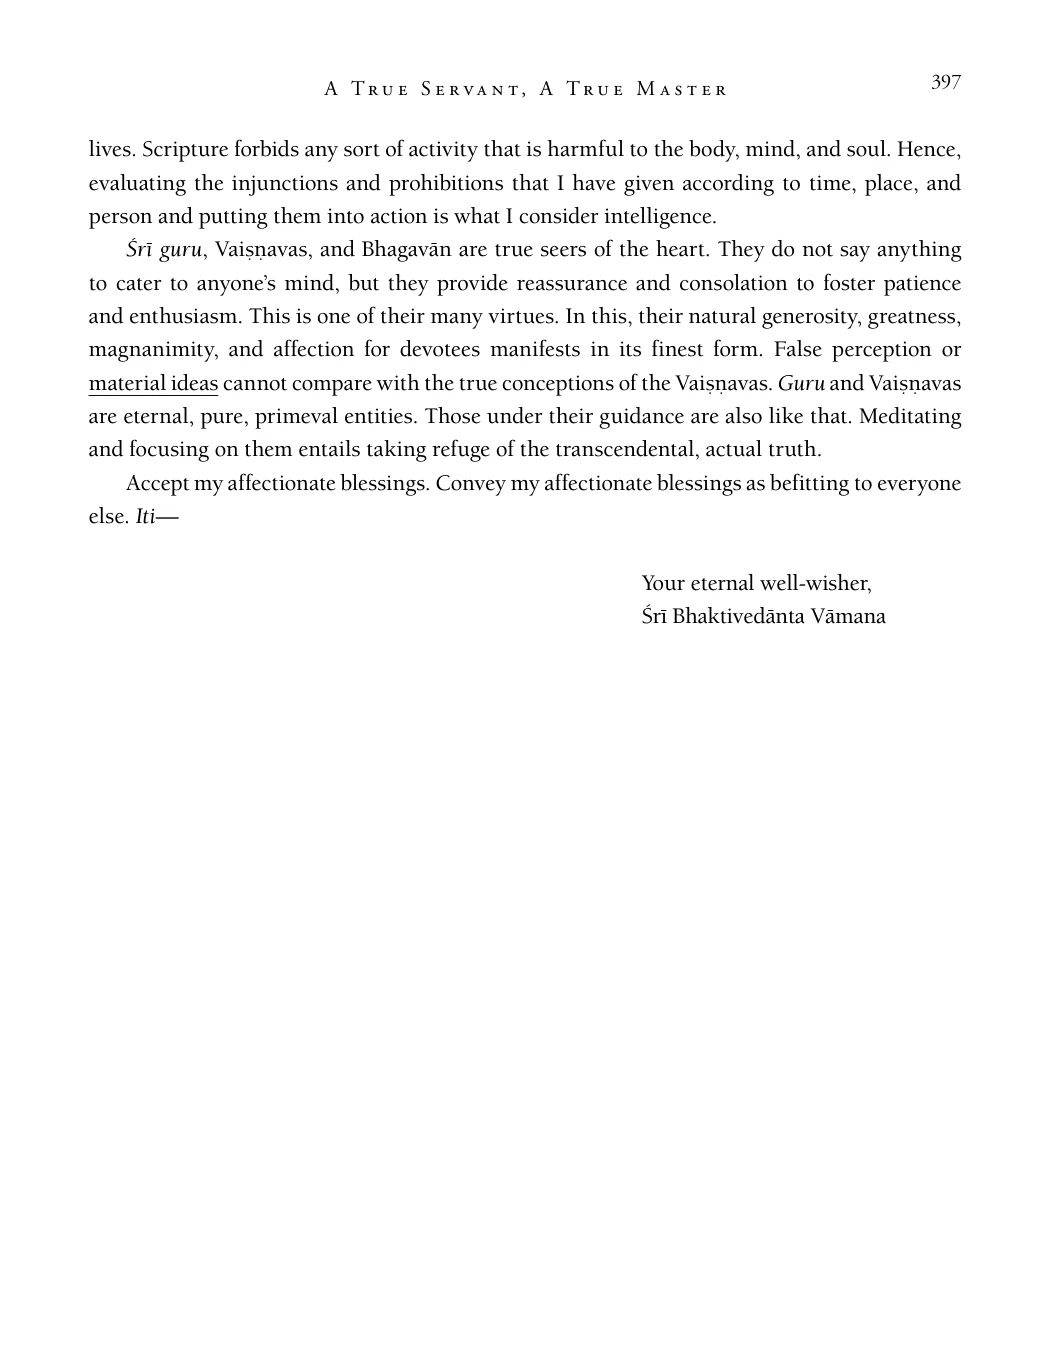 A True Servant, A True Master
397
lives. Scripture forbids any sort of activity that is harmful to the body, mind, and soul. Hence,
evaluating the injunctions and prohibitions that I have given according to time, place, and
person and putting them into action is what I consider intelligence.
Śrī guru, Vaiṣṇavas, and Bhagavān are true seers of the heart. They do not say anything
to cater to anyone’s mind, but they provide reassurance and consolation to foster patience
and enthusiasm. This is one of their many virtues. In this, their natural generosity, greatness,
magnanimity, and affection for devotees manifests in its finest form. False perception or
material ideas cannot compare with the true conceptions of the Vaiṣṇavas. Guru and Vaiṣṇavas
are eternal, pure, primeval entities. Those under their guidance are also like that. Meditating
and focusing on them entails taking refuge of the transcendental, actual truth.
Accept my affectionate blessings. Convey my affectionate blessings as befitting to everyone
else. Iti—
Your eternal well-wisher,
Śrī Bhaktivedānta Vāmana